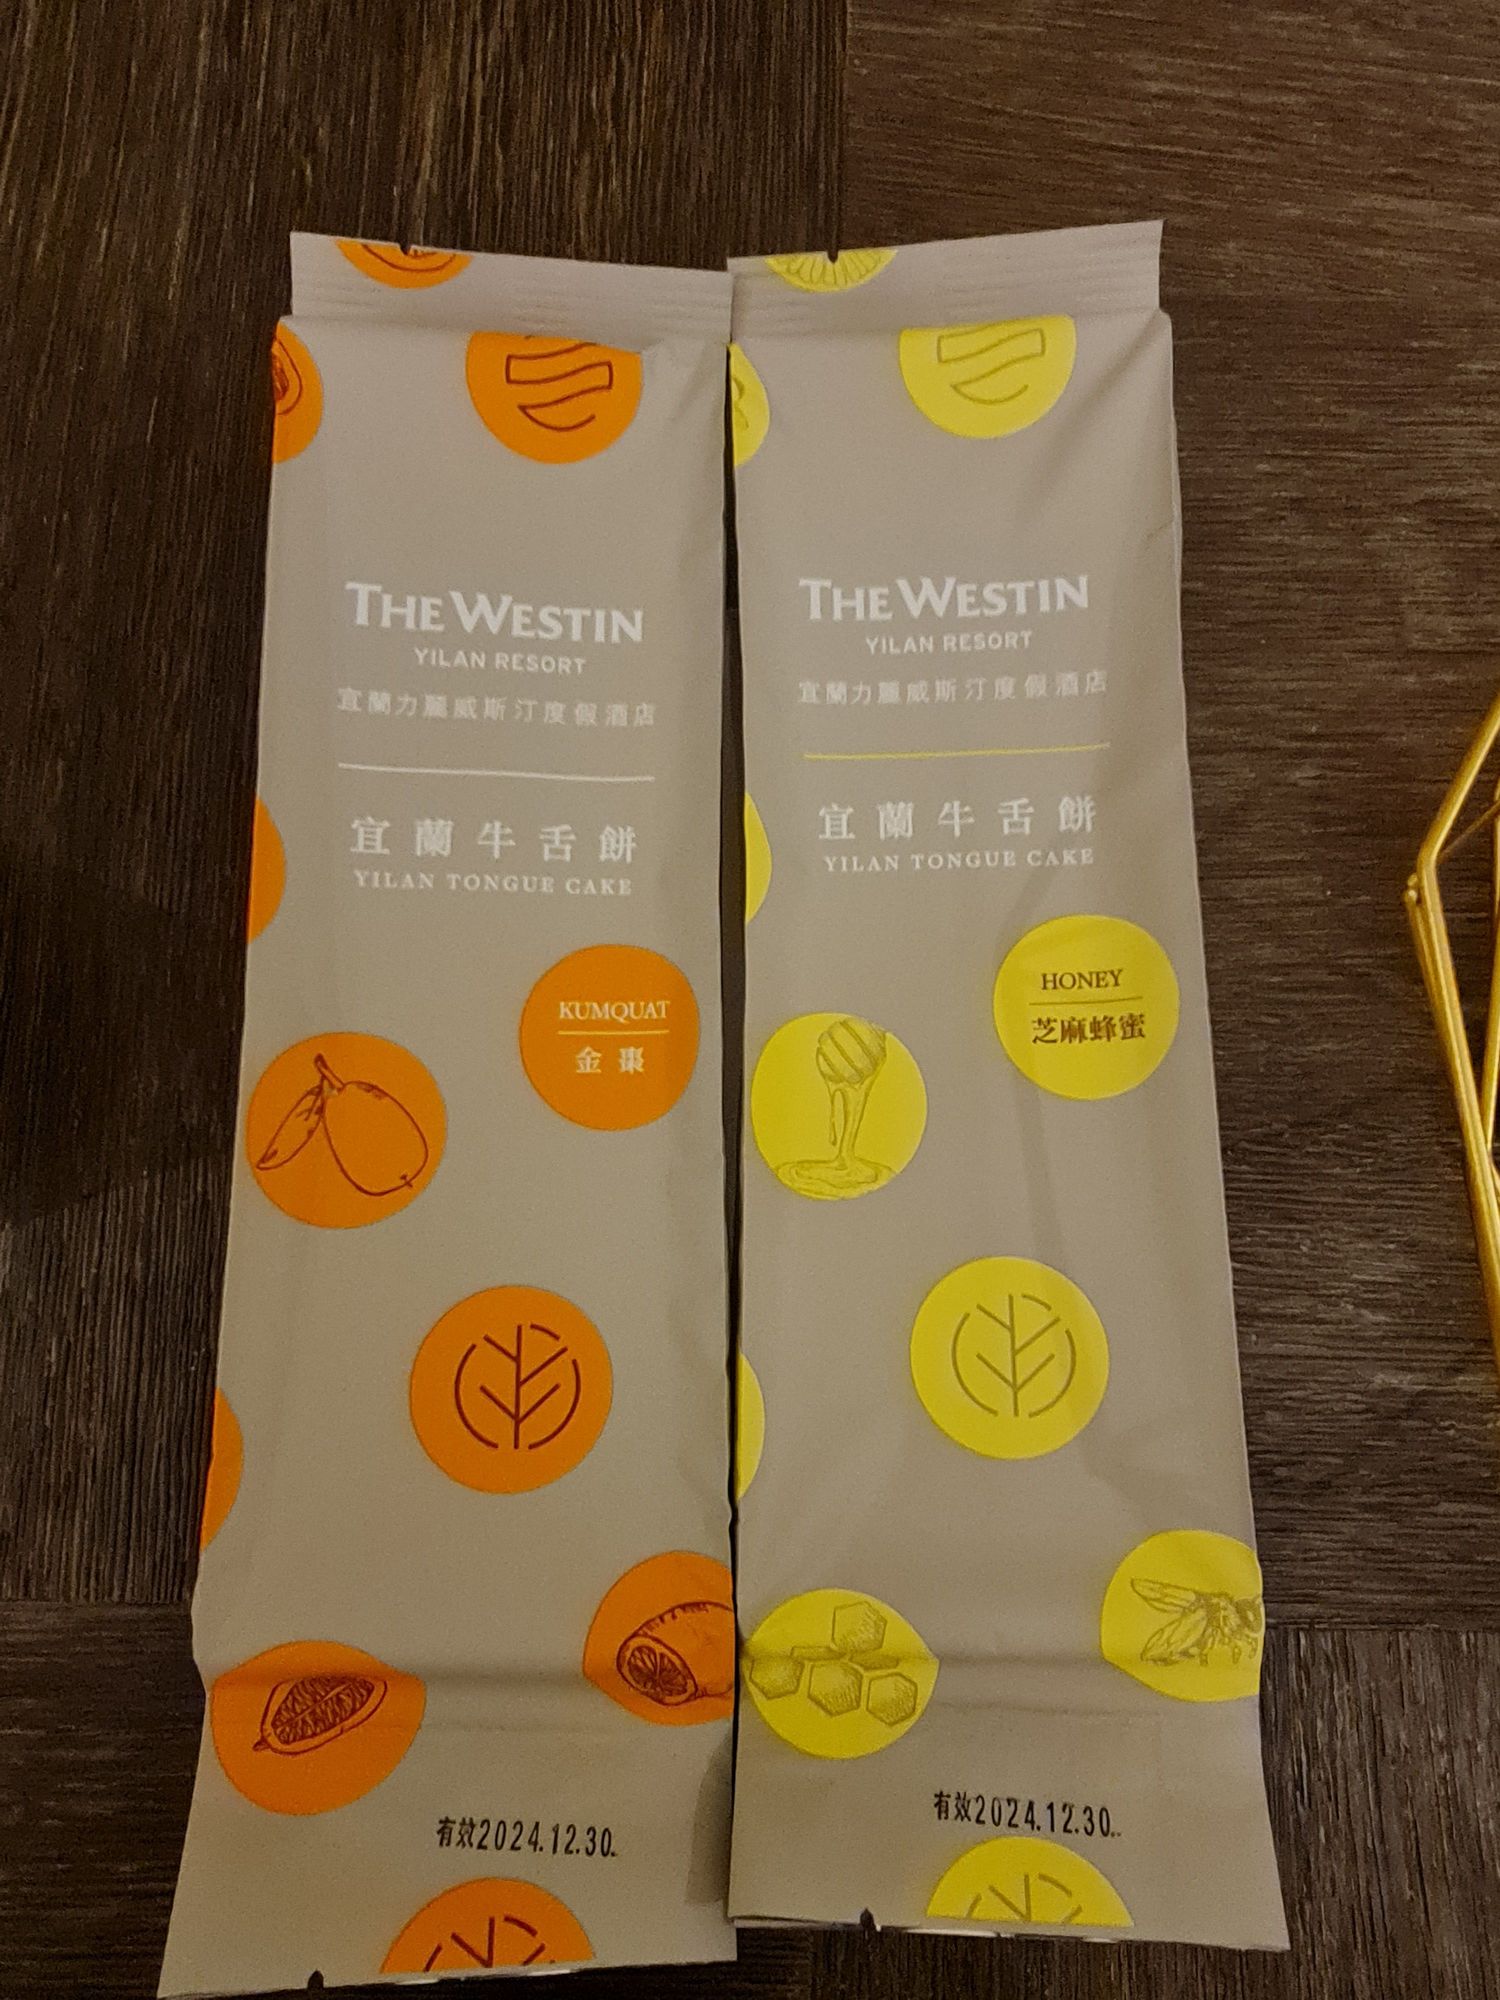 THE WESTIN
YILAN RESORT
宜蘭力麗威斯汀度假酒店
宜蘭牛舌餅
YILAN TONGUE CAKE
KUMQUAT
金棗
有效2024.12.30.
THE WESTIN
YILAN RESORT
宜蘭力麗威斯汀度假酒店
宜蘭牛舌餅
YILAN TONGUE CAKE
HONEY
芝麻蜂蜜
有效2024.12.30.